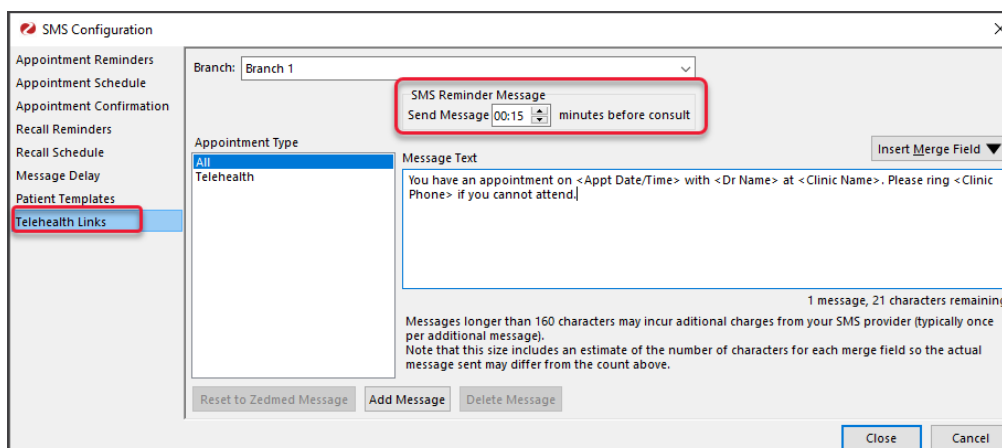 SMS Configuration
Appointment Reminders
Appointment Schedule
Appointment Confirmation
Recall Reminders
Recall Schedule
Message Delay
Patient Templates
Telehealth Links
Branch: Branch 1
SMS Reminder Message
Send Message 00:15 minutes before consult
Appointment Type
All
Telehealth
Insert Merge Field
Message Text
You have an appointment on <Appt Date/Time> with <Dr Name> at <Clinic Name>. Please ring <Clinic
Phone> if you cannot attend.
1 message, 21 characters remaining
Messages longer than 160 characters may incur aditional charges from your SMS provider (typically once
per additional message).
Note that this size includes an estimate of the number of characters for each merge field so the actual
message sent may differ from the count above.
Reset to Zedmed Message Add Message Delete Message
Close Cancel